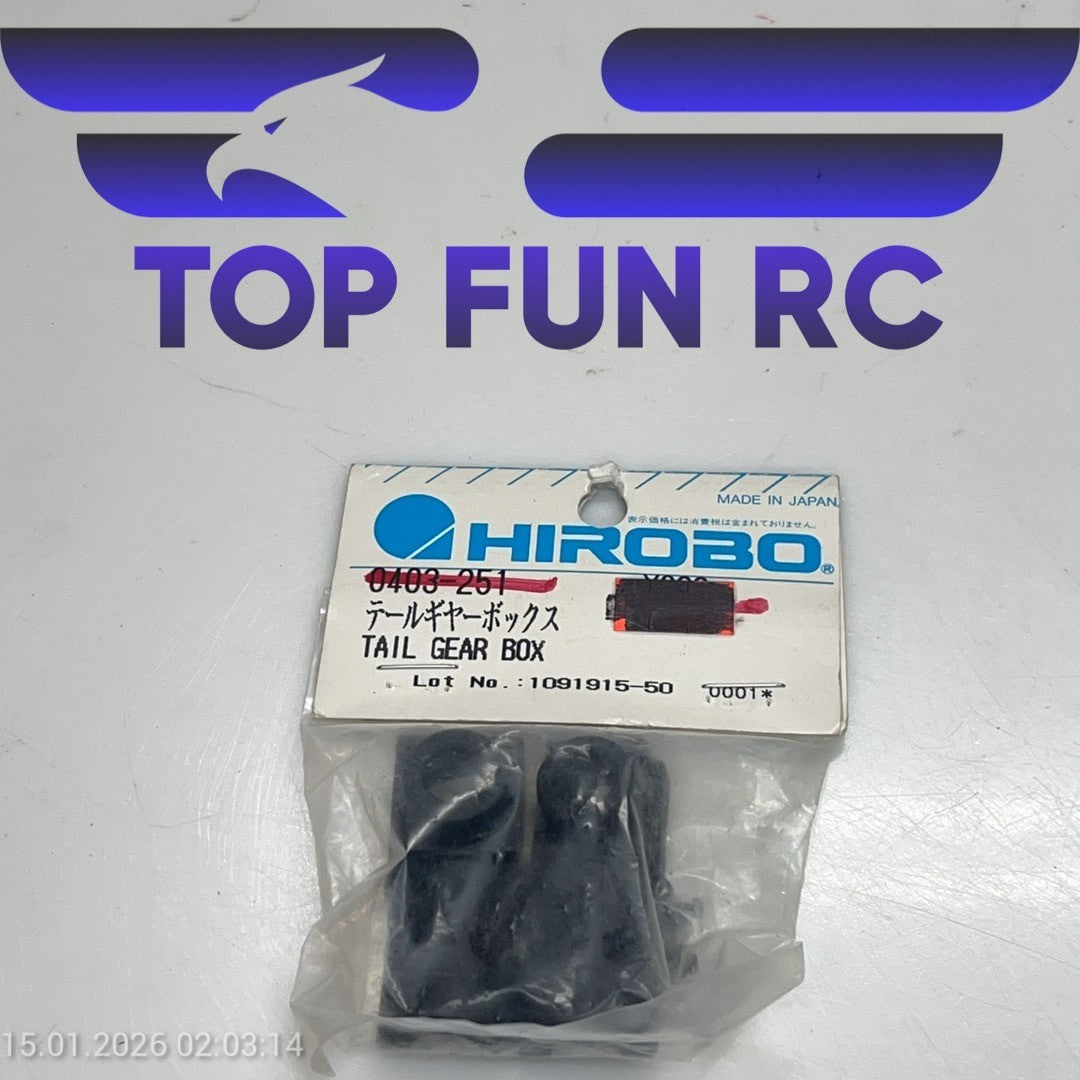 TOP FUN RC
MADE IN JAPAN
表示価格には消費税は含まれておりません。
HIROBO®
0403-251
テールギヤーボックス
TAIL GEAR BOX
Lot No.:1091915-50 0001*
15.01.2026 02:03:14